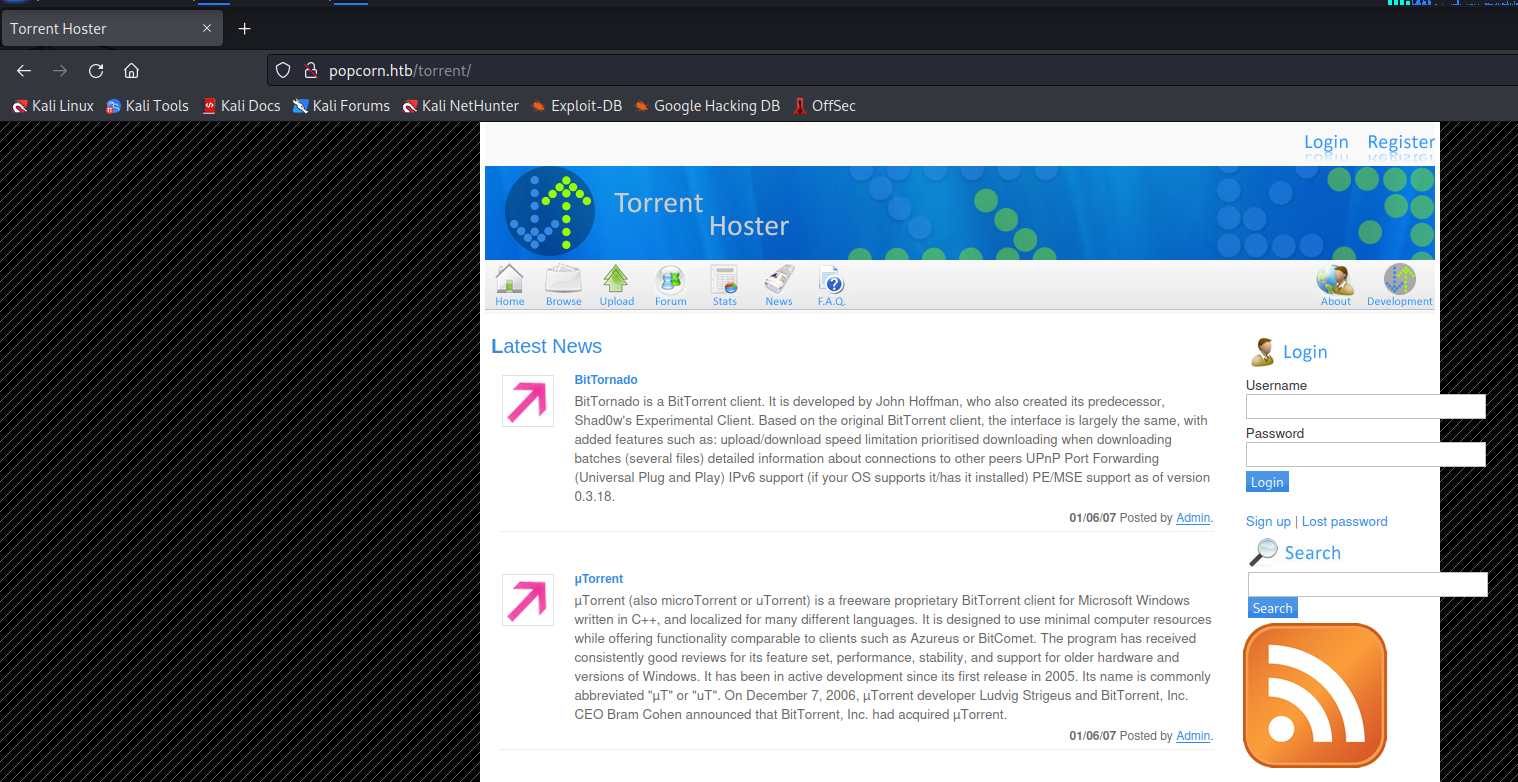 Torrent Hoster
popcorn.htb/torrent/
Kali Linux Kali Tools Kali Docs Kali Forums Kali NetHunter Exploit-DB Google Hacking DB OffSec
Login Register
Torrent
Hoster
Home Browse Upload Forum Stats News F.A.Q. About Development
Latest News
BitTornado
BitTorrent is a BitTorrent client. It is developed by John Hoffman, who also created its predecessor,
Shad0w's Experimental Client. Based on the original BitTorrent client, the interface is largely the same, with
added features such as: upload/download speed limitation prioritised downloading when downloading
batches (several files) detailed information about connections to other peers UPnP Port Forwarding
(Universal Plug and Play) IPv6 support (if your OS supports it/has it installed) PE/MSE support as of version
0.3.18.
01/06/07 Posted by Admin.
µTorrent
µTorrent (also microTorrent or uTorrent) is a freeware proprietary BitTorrent client for Microsoft Windows
written in C++, and localized for many different languages. It is designed to use minimal computer resources
while offering functionality comparable to clients such as Azureus or BitComet. The program has received
consistently good reviews for its feature set, performance, stability, and support for older hardware and
versions of Windows. It has been in active development since its first release in 2005. Its name is commonly
abbreviated "µT" or "uT". On December 7, 2006, µTorrent developer Ludvig Strigeus and BitTorrent, Inc.
CEO Bram Cohen announced that BitTorrent, Inc. had acquired µTorrent.
01/06/07 Posted by Admin.
Login
Username
Password
Login
Sign up | Lost password
Search
Search